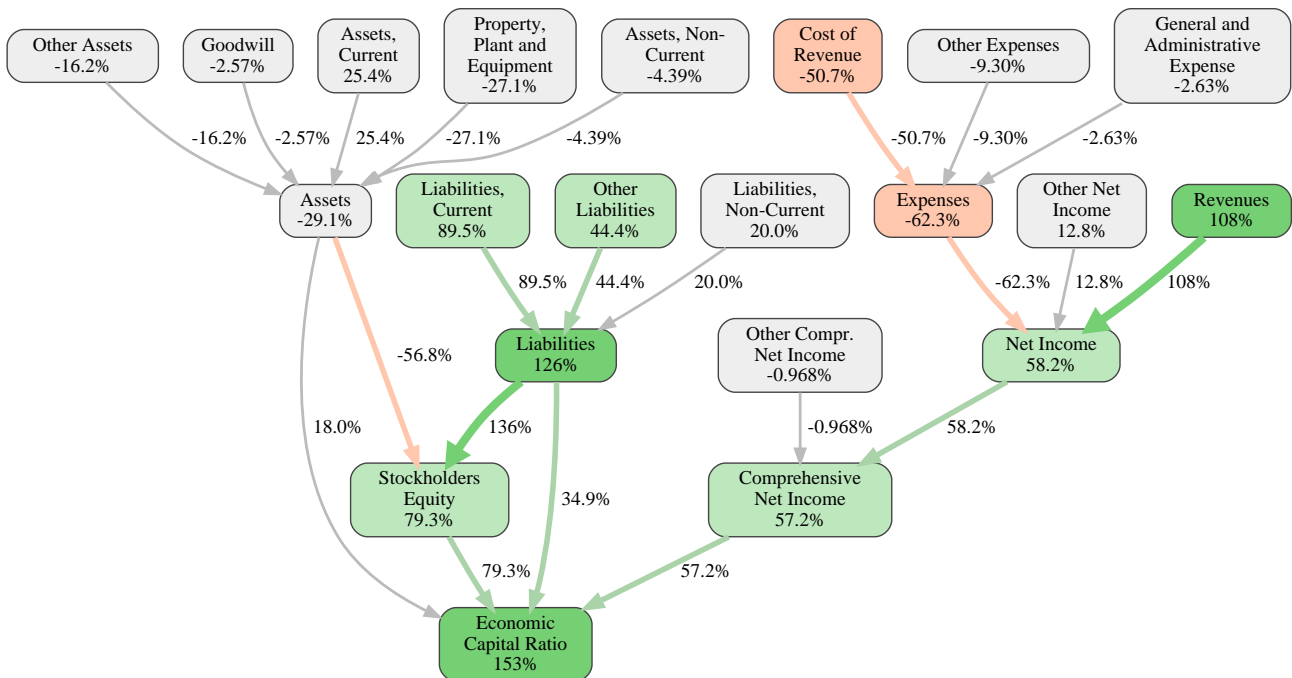 Other Assets
-16.2%
Goodwill
-2.57%
Assets,
Current
25.4%
Property,
Plant and
Equipment
-27.1%
Assets, Non-
Current
-4.39%
Cost of
Revenue
-50.7%
Other Expenses
-9.30%
General and
Administrative
Expense
-2.63%
-16.2%
-2.57%
25.4%
-27.1%
-4.39%
-50.7%
-9.30%
-2.63%
Assets
-29.1%
Liabilities,
Current
89.5%
Other
Liabilities
44.4%
Liabilities,
Non-Current
20.0%
Expenses
-62.3%
Other Net
Income
12.8%
Revenues
108%
89.5%
44.4%
20.0%
-62.3%
12.8%
108%
-56.8%
Liabilities
126%
Other Compr.
Net Income
-0.968%
Net Income
58.2%
18.0%
136%
-0.968%
58.2%
Stockholders
Equity
79.3%
34.9%
Comprehensive
Net Income
57.2%
79.3%
57.2%
Economic
Capital Ratio
153%